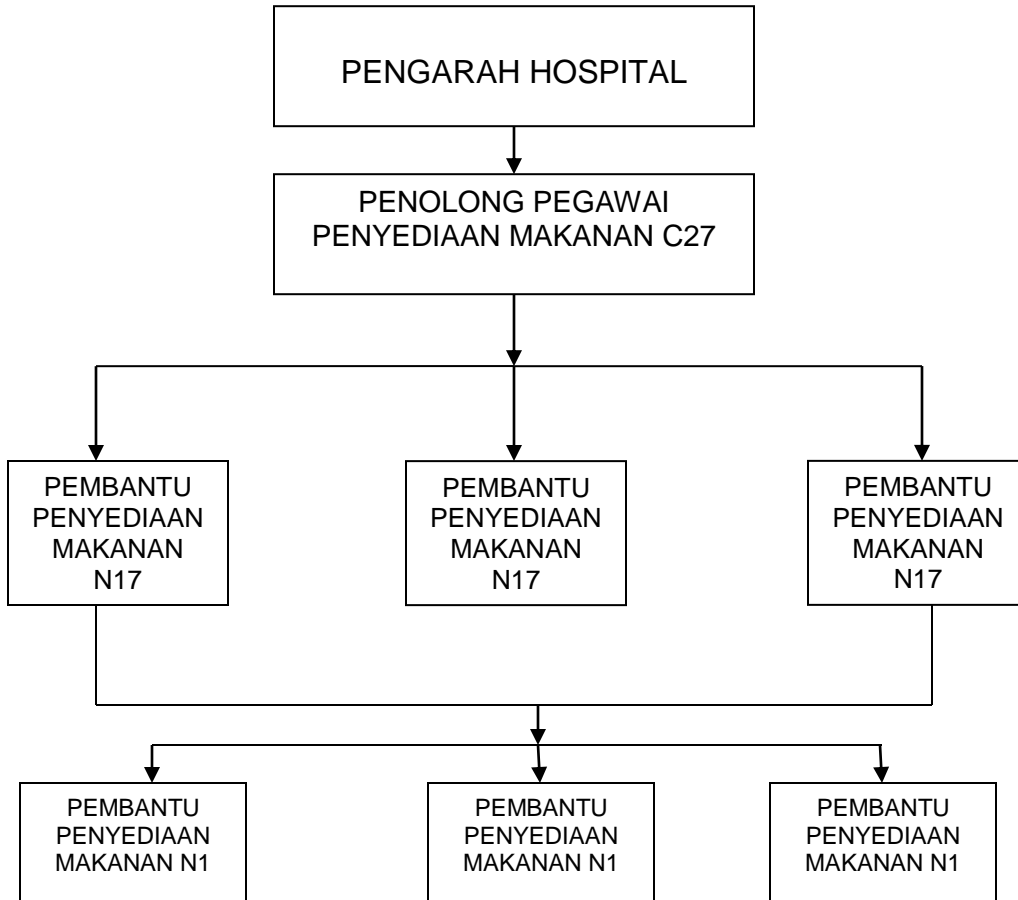 PENGARAH HOSPITAL
PENOLONG PEGAWAI
PENYEDIAAN MAKANAN C27
PEMBANTU
PENYEDIAAN
MAKANAN
N17
PEMBANTU
PENYEDIAAN
MAKANAN
N17
PEMBANTU
PENYEDIAAN
MAKANAN
N17
PEMBANTU
PENYEDIAAN
MAKANAN N1
PEMBANTU
PENYEDIAAN
MAKANAN N1
PEMBANTU
PENYEDIAAN
MAKANAN N1